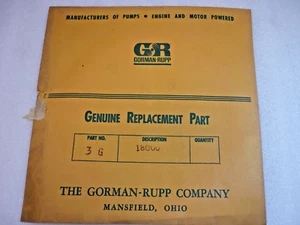 MANUFACTURERS OF PUMPS • ENGINE AND MOTOR POWERED
G&R
GORMAN-RUPP
GENUINE REPLACEMENT PART
PART NO. DESCRIPTION QUANTITY
3 G 18000
THE GORMAN-RUPP COMPANY
MANSFIELD, OHIO